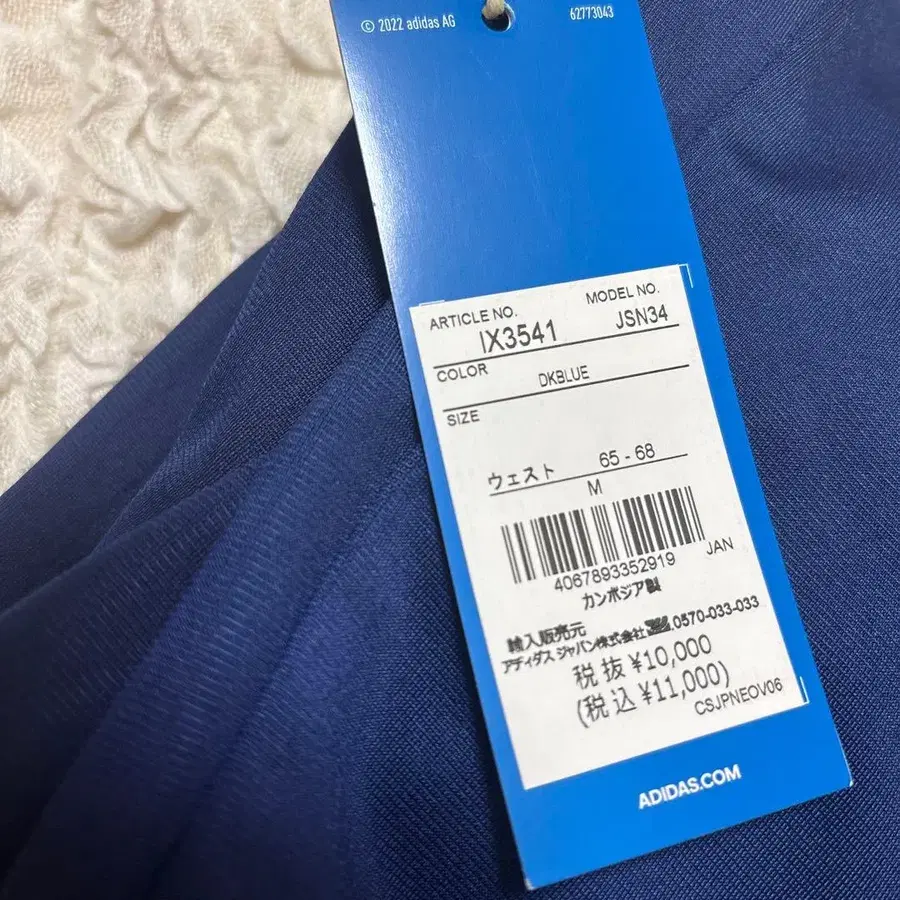 © 2022 adidas AG 62773043
ARTICLE NO. MODEL NO.
IX3541 JSN34
COLOR
DKBLUE
SIZE
ウェスト 65 - 68
M
JAN
4067893352919
カンボジア製
輸入販売元
アディダス ジャパン株式会社 0570-033-033
税 抜 ¥10,000
(税 込 ¥11,000)
CSJPNEOV06
ADIDAS.COM